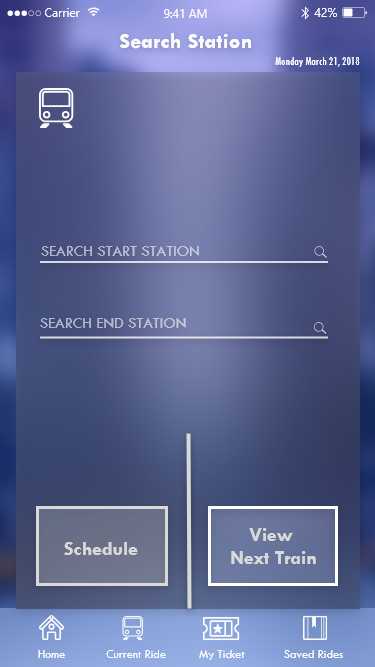 Carrier 9:41 AM 42%
Search Station
Monday March 21, 2018
SEARCH START STATION
SEARCH END STATION
Schedule
View
Next Train
Home Current Ride My Ticket Saved Rides